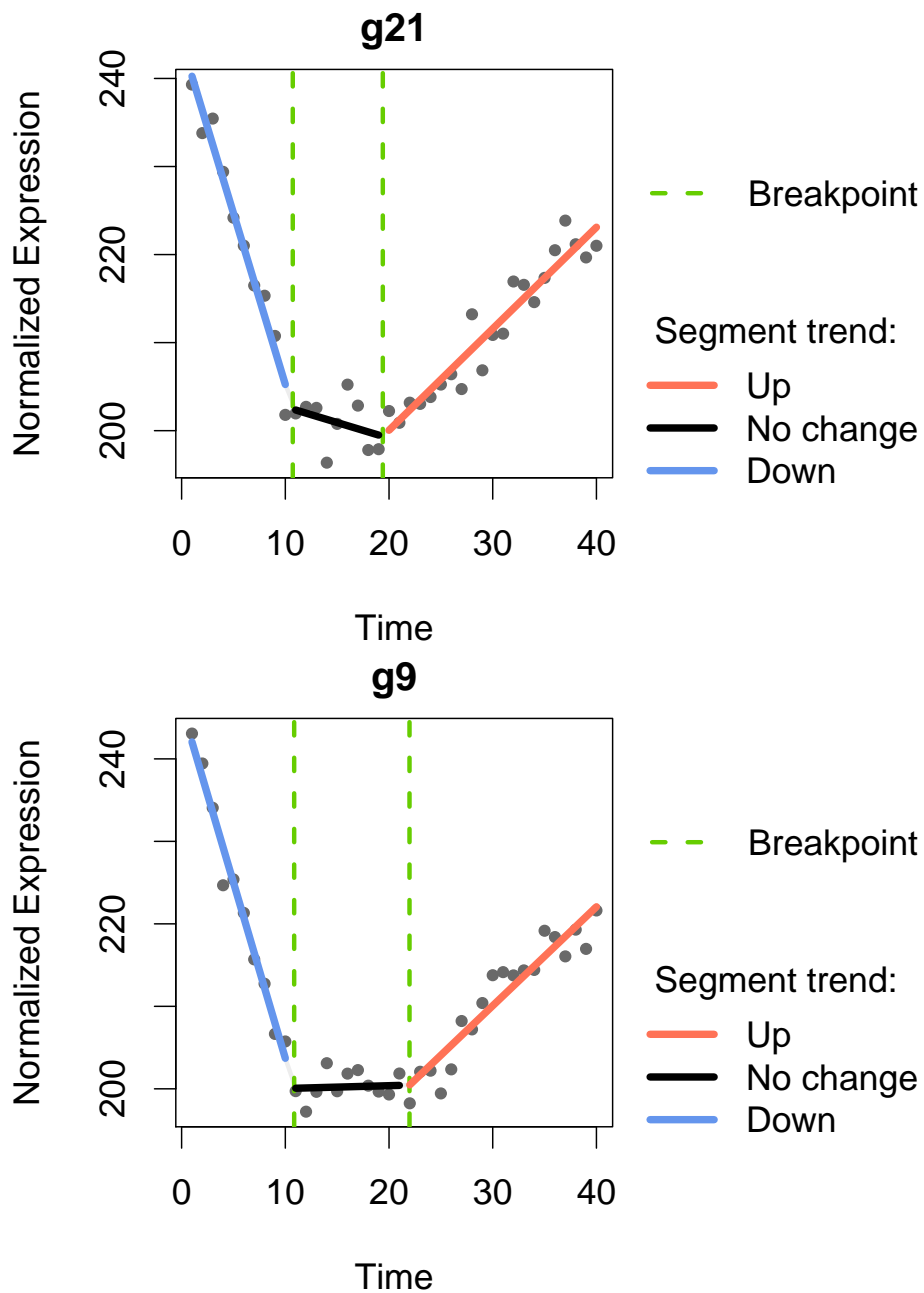 g21
Normalized Expression
240
220
200
0 10 20 30 40
Time
Breakpoint
Segment trend:
Up
No change
Down
g9
Normalized Expression
240
220
200
0 10 20 30 40
Time
Breakpoint
Segment trend:
Up
No change
Down